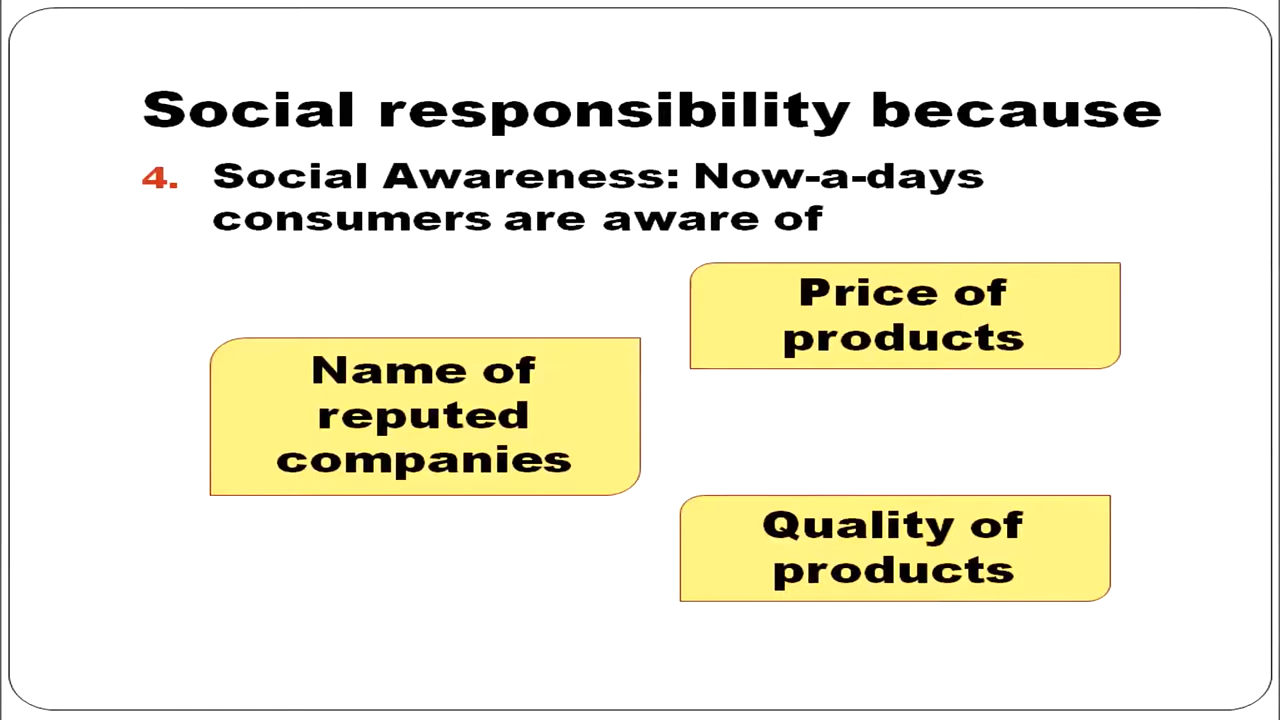 Social responsibility because
4. Social Awareness: Now-a-days
consumers are aware of
Price of
products
Name of
reputed
companies
Quality of
products